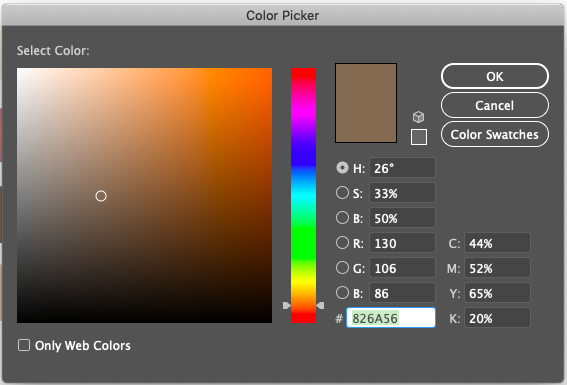 Color Picker
Select Color:
OK
Cancel
Color Swatches
H: 26°
S: 33%
B: 50%
R: 130 C: 44%
G: 106 M: 52%
B: 86 Y: 65%
# 826A56 K: 20%
Only Web Colors